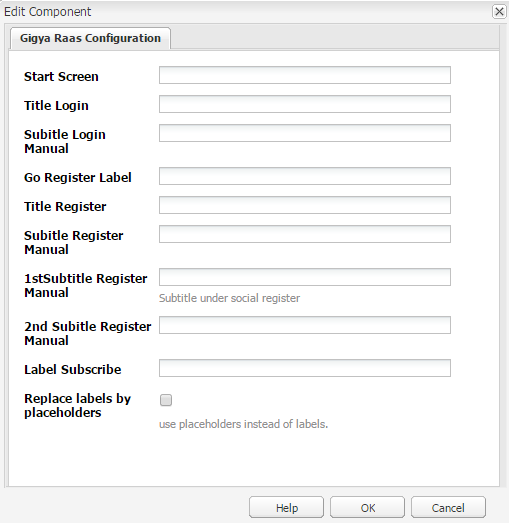 Edit Component
Gigya Raas Configuration
Start Screen
Title Login
Subitle Login
Manual
Go Register Label
Title Register
Subitle Register
Manual
1stSubtitle Register
Manual
Subtitle under social register
2nd Subitle Register
Manual
Label Subscribe
Replace labels by
placeholders
use placeholders instead of labels.
Help
OK
Cancel